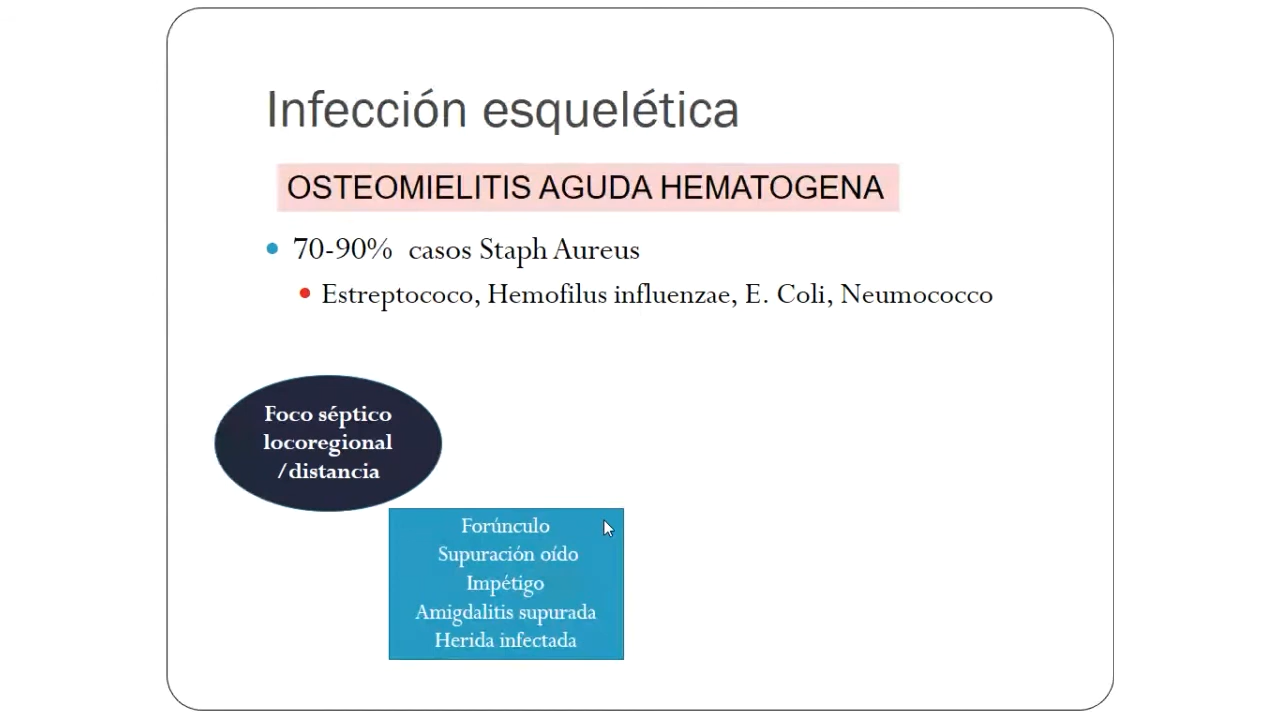 Infección esquelética
OSTEOMIELITIS AGUDA HEMATOGENA
70-90% casos Staph Aureus
Estreptococo, Hemofilus influenzae, E. Coli, Neumococco
Foco séptico
locoregional
/distancia
Forúnculo
Supuración oído
Impétigo
Amigdalitis supurada
Herida infectada